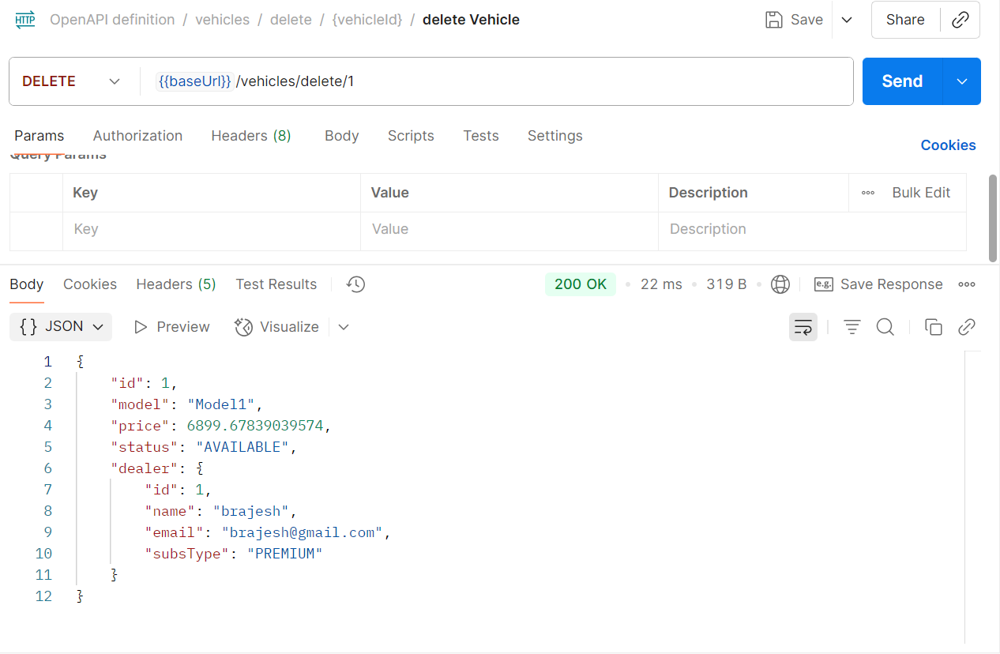 HTTP OpenAPI definition / vehicles / delete / {vehicleId} / delete Vehicle Save Share
DELETE {{baseUrl}} /vehicles/delete/1 Send
Params Authorization Headers (8) Body Scripts Tests Settings Cookies
Query Params
Key Value Description Bulk Edit
Key Value Description
Body Cookies Headers (5) Test Results 200 OK 22 ms 319 B e.g. Save Response
{} JSON Preview Visualize
1 {
2 "id": 1,
3 "model": "Model1",
4 "price": 6899.67839039574,
5 "status": "AVAILABLE",
6 "dealer": {
7 "id": 1,
8 "name": "brajesh",
9 "email": "brajesh@gmail.com",
10 "subsType": "PREMIUM"
11 }
12 }